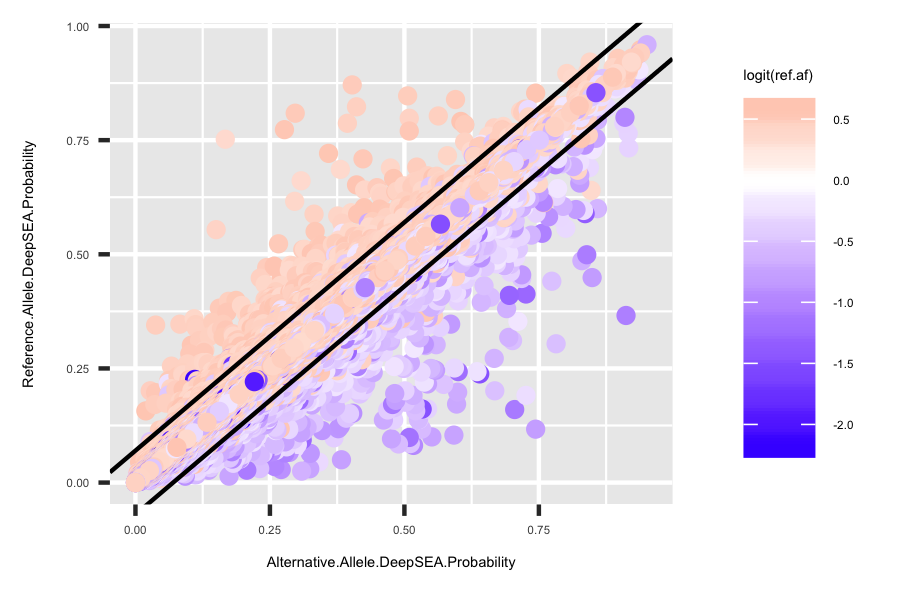 1.00
0.75
0.50
0.25
0.00
Reference.Allele.DeepSEA.Probability
0.00 0.25 0.50 0.75
Alternative.Allele.DeepSEA.Probability
logit(ref.af)
0.5
0.0
-0.5
-1.0
-1.5
-2.0